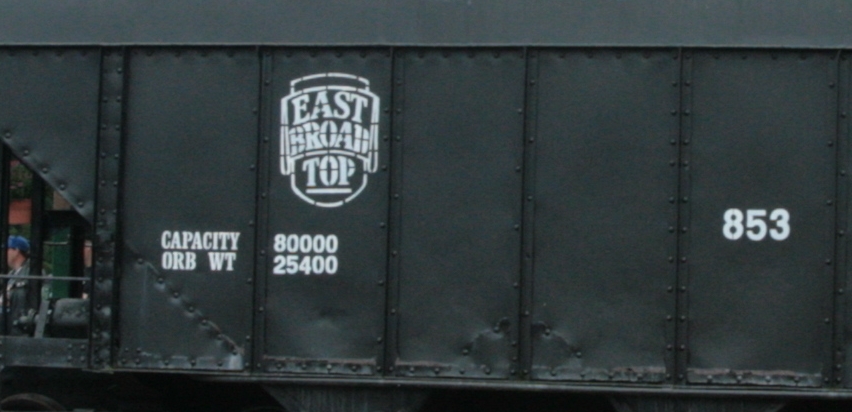 EAST
BROAD
TOP
CAPACITY 80000
ORB WT 25400
853